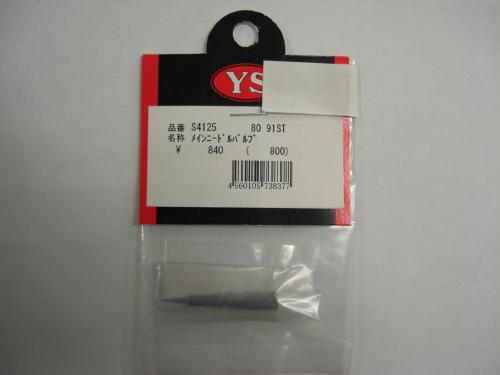 YS
品番 S4125 80 91ST
名称 ﾒｲﾝﾆｰﾄﾞﾙﾊﾞﾙﾌﾞ
¥ 840 ( 800)
4560105738377